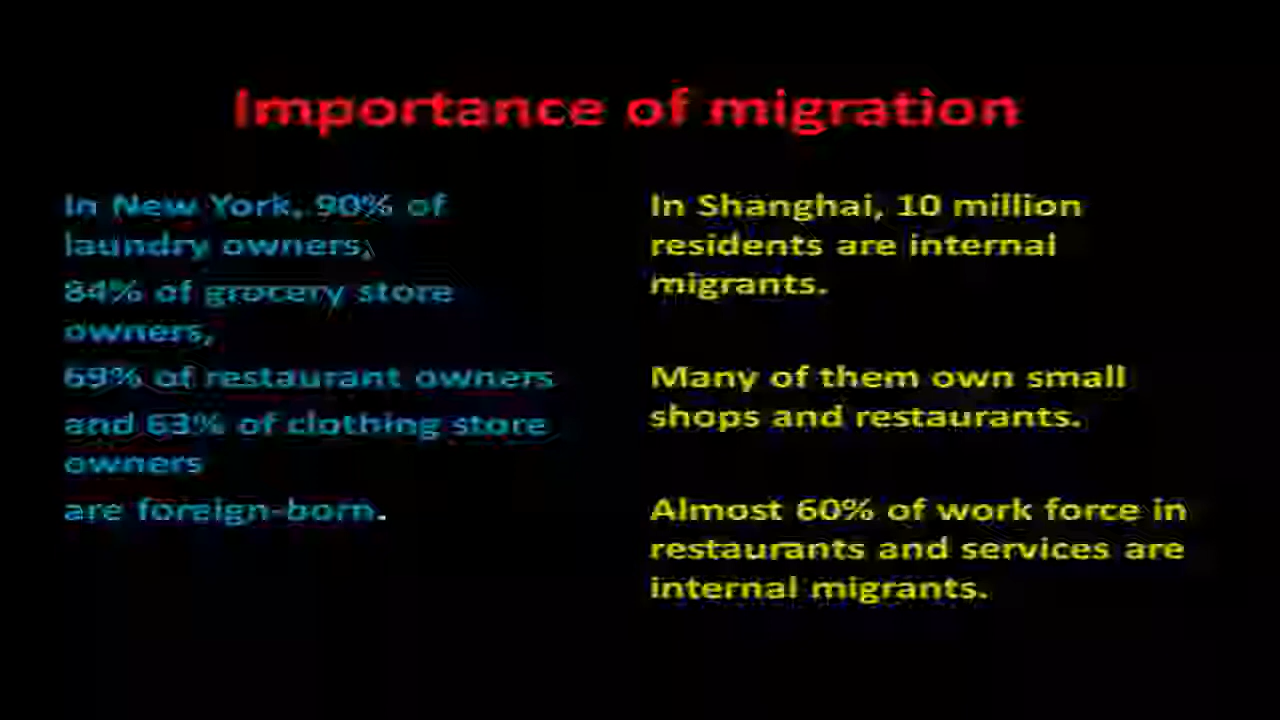 Importance of migration
In New York, 90% of
laundry owners,
84% of grocery store
owners,
69% of restaurant owners
and 63% of clothing store
owners
are foreign-born.
In Shanghai, 10 million
residents are internal
migrants.
Many of them own small
shops and restaurants.
Almost 60% of work force in
restaurants and services are
internal migrants.